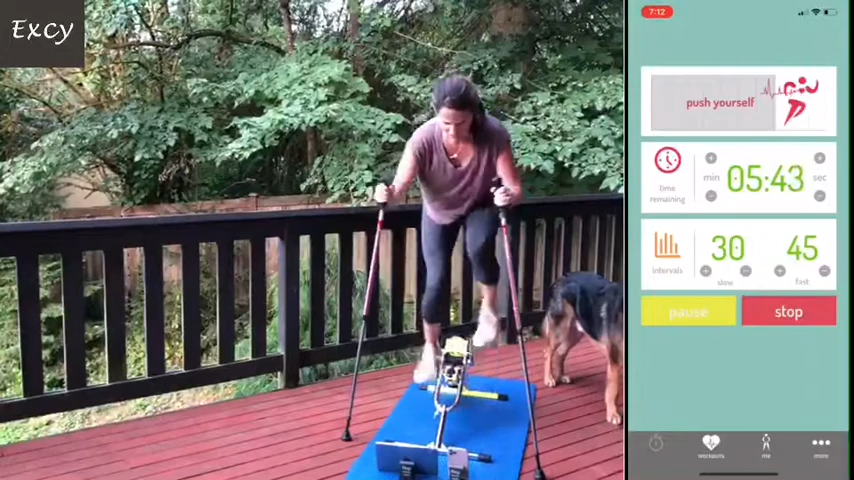 Excy
7:12
push yourself
time
remaining
min
05:43
sec
intervals
30
slow
45
fast
pause
stop
workouts
me
more